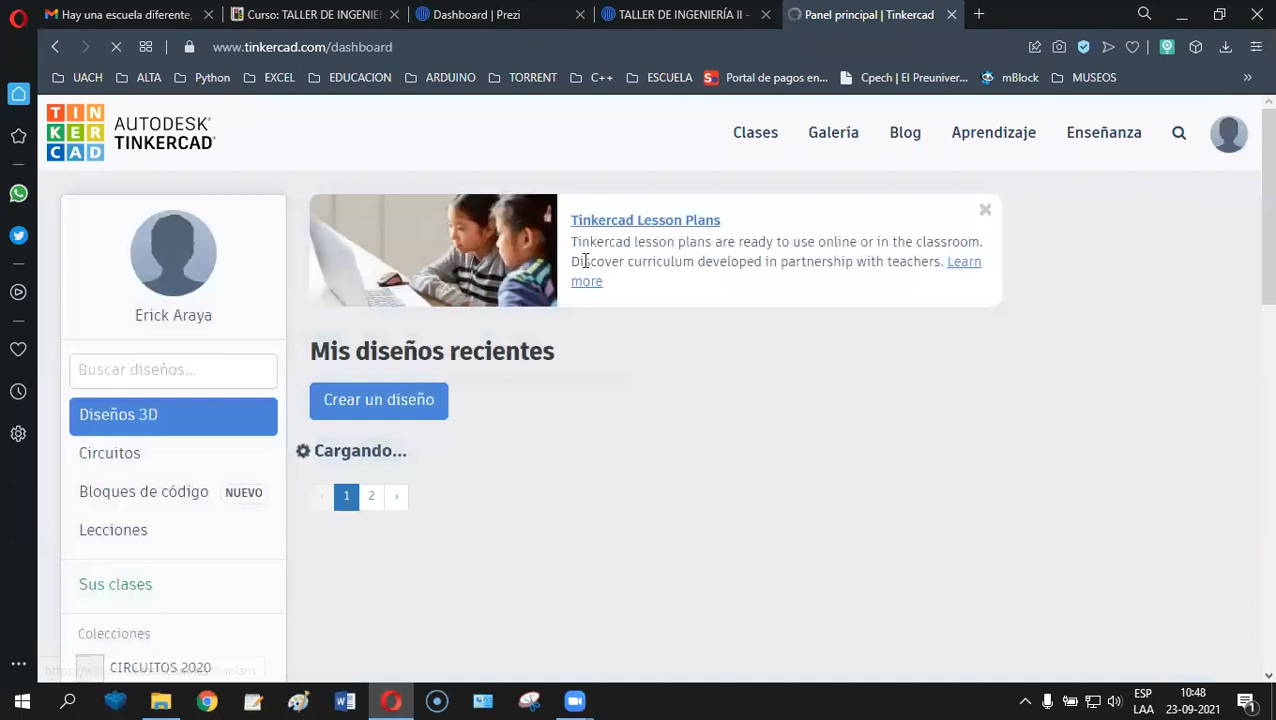 Hay una escuela diferente,
Curso: TALLER DE INGENIE
Dashboard | Prezi
TALLER DE INGENIERÍA II -
Panel principal | Tinkercad
www.tinkercad.com/dashboard
UACH
ALTA
Python
EXCEL
EDUCACION
ARDUINO
TORRENT
C++
ESCUELA
Portal de pagos en...
Cpech | El Preuniver...
mBlock
MUSEOS
»
TIN
KER
CAD
AUTODESK®
TINKERCAD®
Clases
Galería
Blog
Aprendizaje
Enseñanza
Tinkercad Lesson Plans
Tinkercad lesson plans are ready to use online or in the classroom.
Discover curriculum developed in partnership with teachers. Learn
more
Erick Araya
Buscar diseños...
Diseños 3D
Circuitos
Bloques de código NUEVO
Lecciones
Sus clases
Colecciones
CIRCUITOS 2020
Mis diseños recientes
Crear un diseño
Cargando...
‹ 1 2 ›
ESP
LAA
10:48
23-09-2021
1